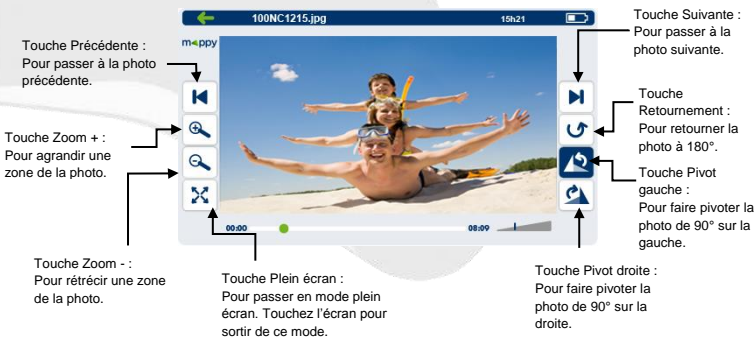 100NC1215.jpg
15h21
mappy
00:00
08:09
Touche Précédente :
Pour passer à la photo
précédente.
Touche Zoom + :
Pour agrandir une
zone de la photo.
Touche Zoom - :
Pour rétrécir une zone
de la photo.
Touche Plein écran :
Pour passer en mode plein
écran. Touchez l’écran pour
sortir de ce mode.
Touche Suivante :
Pour passer à la
photo suivante.
Touche
Retournement :
Pour retourner la
photo à 180°.
Touche Pivot
gauche :
Pour faire pivoter la
photo de 90° sur la
gauche.
Touche Pivot droite :
Pour faire pivoter la
photo de 90° sur la
droite.